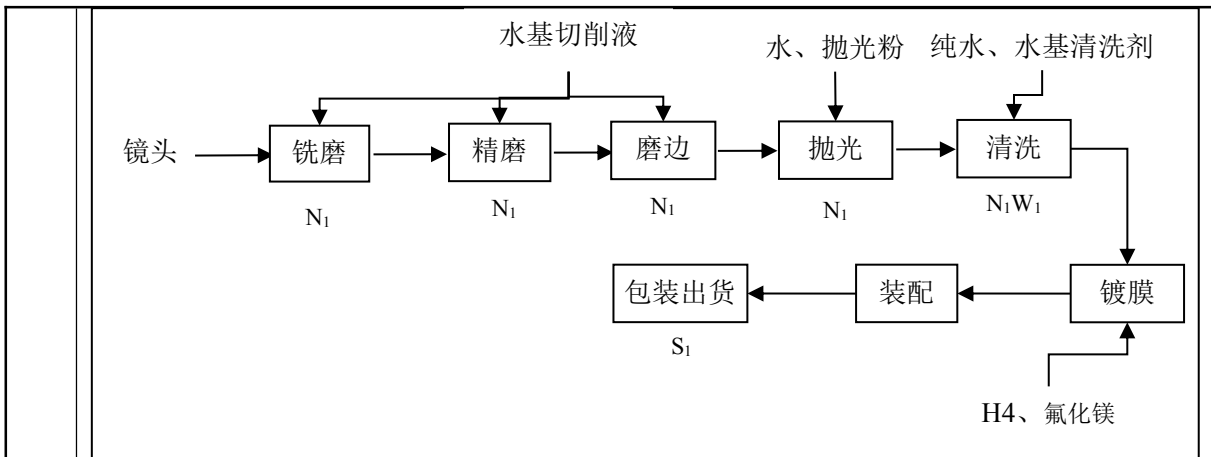 水基切削液
水、抛光粉 纯水、水基清洗剂
镜头 铣磨 精磨 磨边 抛光 清洗
N₁ N₁ N₁ N₁ N₁W₁
包装出货 装配 镀膜
S₁
H4、氟化镁